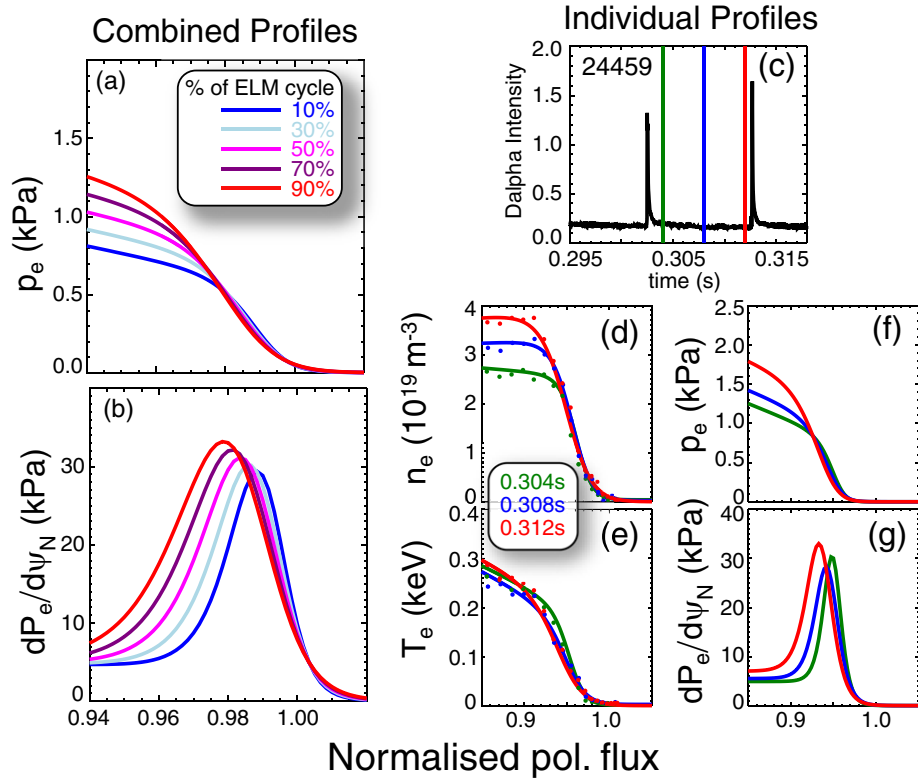 Combined Profiles
Individual Profiles
(a)
% of ELM cycle
10%
30%
50%
70%
90%
p_e (kPa)
1.5
1.0
0.5
0.0
(b)
dP_e/dψ_N (kPa)
30
20
10
0
0.94 0.96 0.98 1.00
24459
(c)
Dalpha Intensity
2.0
1.5
1.0
0.5
0.0
0.295 0.305 0.315
time (s)
(d)
n_e (10^19 m^-3)
4
3
2
1
0
0.304s
0.308s
0.312s
(e)
T_e (keV)
0.4
0.3
0.2
0.1
0
0.9 1.0
(f)
p_e (kPa)
2.5
2.0
1.5
1.0
0.5
0
(g)
dP_e/dψ_N (kPa)
40
30
20
10
0
0.9 1.0
Normalised pol. flux